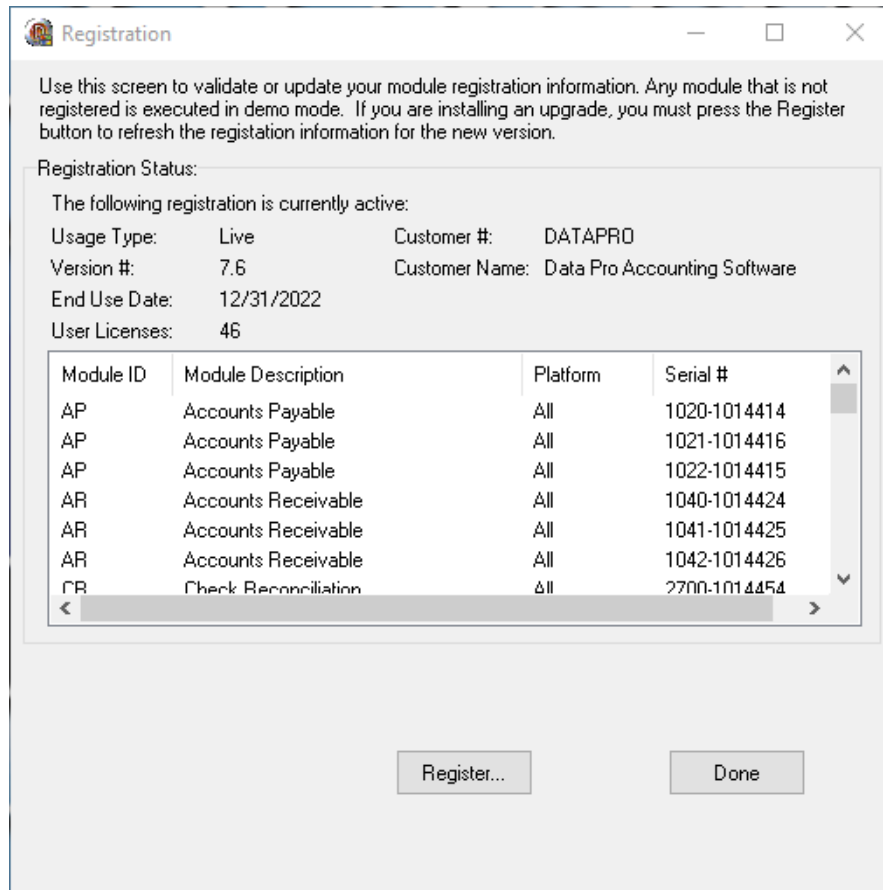 Registration
Use this screen to validate or update your module registration information. Any module that is not
registered is executed in demo mode.  If you are installing an upgrade, you must press the Register
button to refresh the registation information for the new version.
Registration Status:
The following registration is currently active:
Usage Type: Live Customer #: DATAPRO
Version #: 7.6 Customer Name: Data Pro Accounting Software
End Use Date: 12/31/2022
User Licenses: 46
Module ID Module Description Platform Serial #
AP Accounts Payable All 1020-1014414
AP Accounts Payable All 1021-1014416
AP Accounts Payable All 1022-1014415
AR Accounts Receivable All 1040-1014424
AR Accounts Receivable All 1041-1014425
AR Accounts Receivable All 1042-1014426
CR Check Reconciliation All 2700-1014454
Register... Done